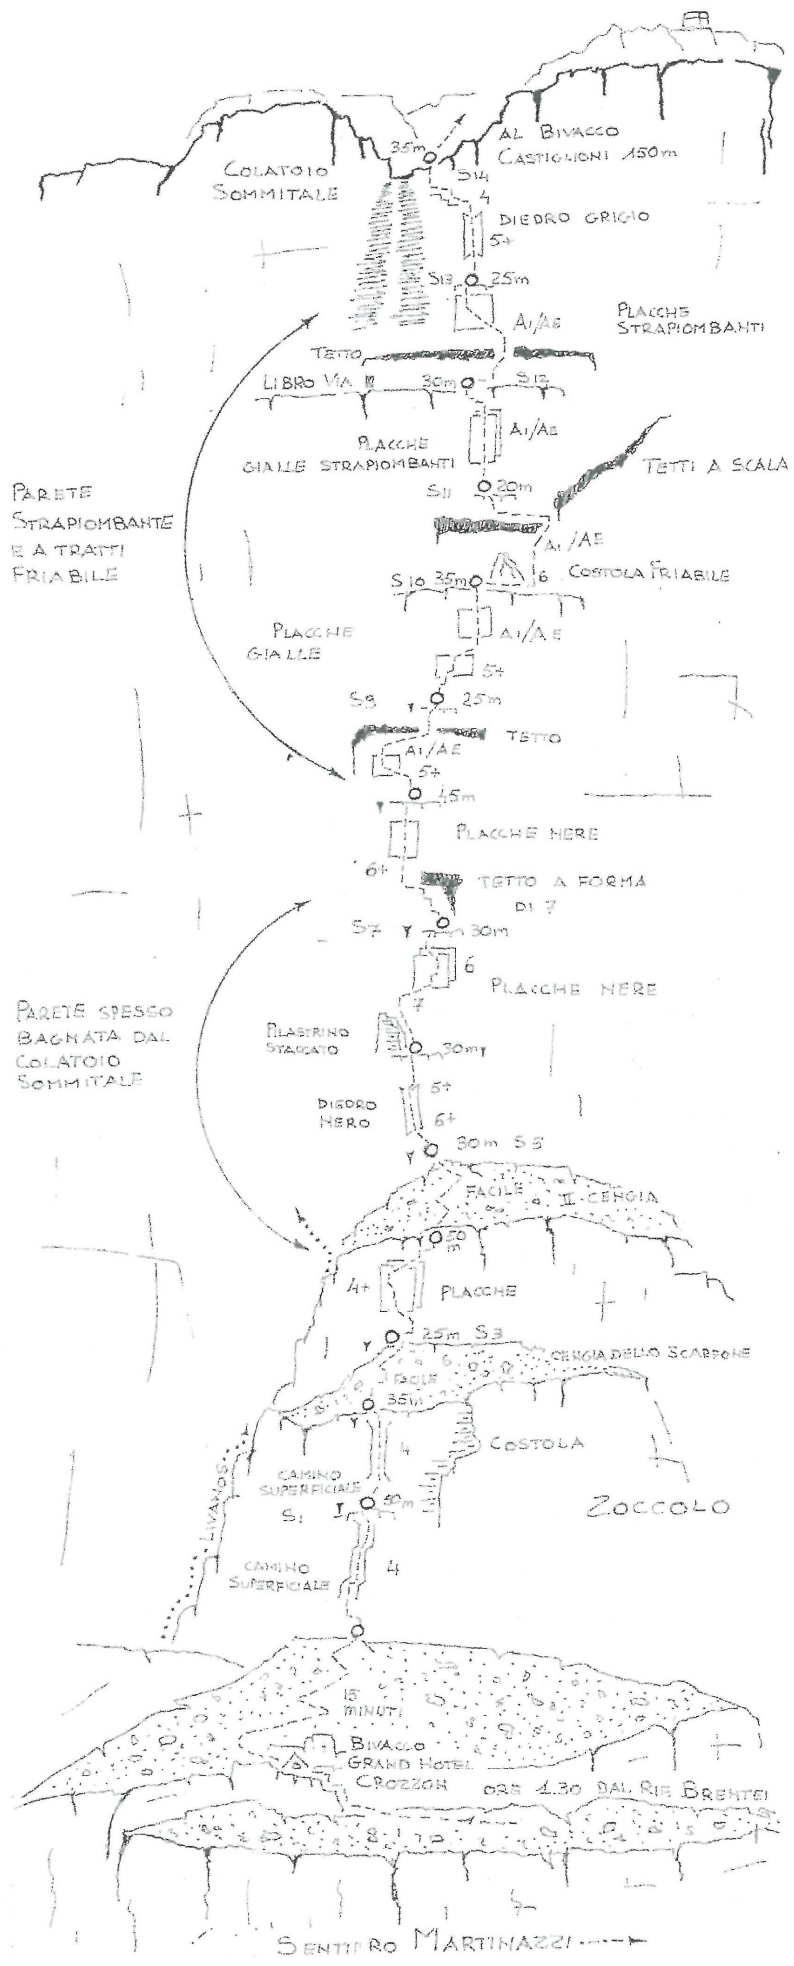 35m
AL BIVACCO
CASTIGLIONI 150m
COLATOIO
SOMMITALE
S14
4
DIEDRO GRIGIO
5+
S13
25m
PLACCHE
STRAPIOMBANTI
A1/AE
TETTO
LIBRO VIA
30m
S12
A1/AE
PLACCHE
GIALLE STRAPIOMBANTI
TETTI A SCALA
S11
20m
PARETE
STRAPIOMBANTE
E A TRATTI
FRIABILE
A1/AE
S10 35m
6
COSTOLA FRIABILE
PLACCHE
GIALLE
A1/AE
5+
S9
25m
TETTO
A1/AE
5+
45m
PLACCHE NERE
6+
TETTO A FORMA
DI 7
S7
30m
6
PLACCHE NERE
7
PARETE SPESSO
BAGNATA DAL
COLATOIO
SOMMITALE
PILASTRINO
STACCATO
30m
5+
DIEDRO
NERO
6+
30m S5
FACILE
II CENGIA
50
m
4+
PLACCHE
25m S3
CENGIA DELLO SCARPONE
FACILE
35m
4
COSTOLA
CAMINO
SUPERFICIALE
LIVANOS
S1
50m
ZOCCOLO
CAMINO
SUPERFICIALE
4
15
MINUTI
BIVACCO
GRAND HOTEL
CROZZON
ORE 1.30 DAL RIF BRENTEI
SENTIERO MARTINAZZI